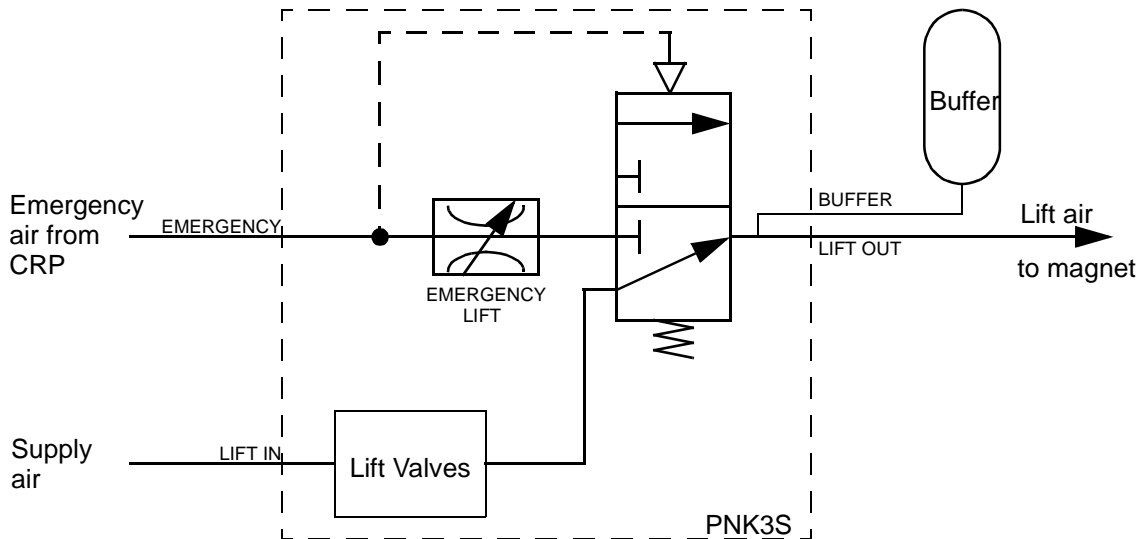 Buffer
Emergency
air from
CRP
EMERGENCY
BUFFER
LIFT OUT
Lift air
to magnet
EMERGENCY
LIFT
Supply
air
LIFT IN
Lift Valves
PNK3S